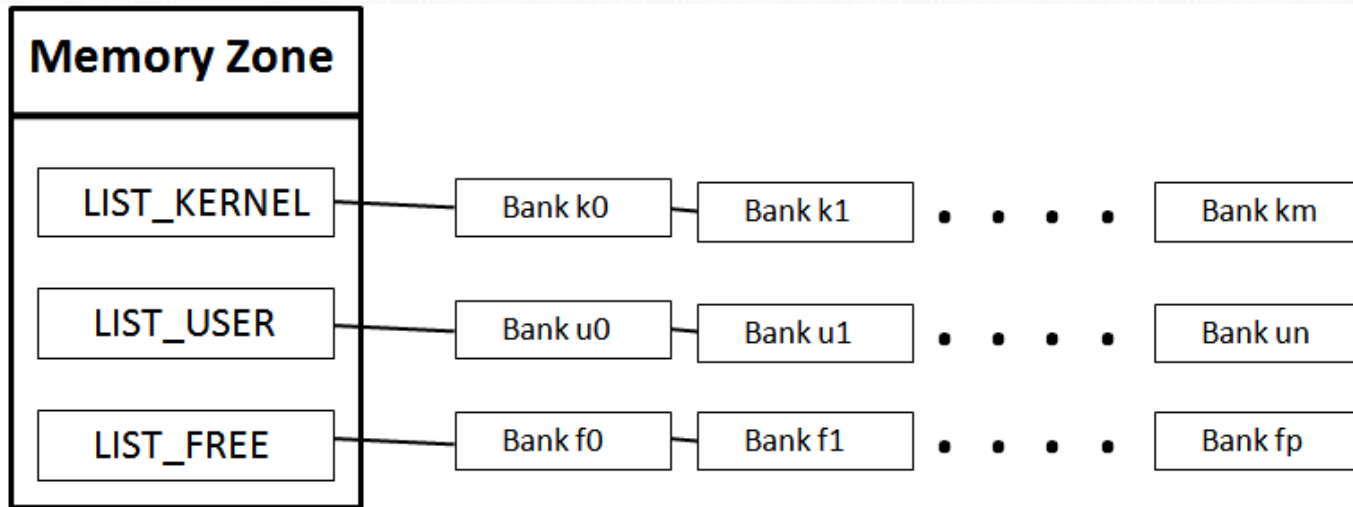 Memory Zone
LIST_KERNEL Bank k0 Bank k1 . . . . Bank km
LIST_USER Bank u0 Bank u1 . . . . Bank un
LIST_FREE Bank f0 Bank f1 . . . . Bank fp